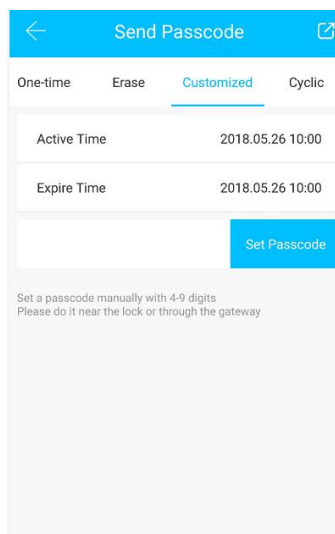 Send Passcode
One-time Erase Customized Cyclic
Active Time 2018.05.26 10:00
Expire Time 2018.05.26 10:00
Set Passcode
Set a passcode manually with 4-9 digits
Please do it near the lock or through the gateway